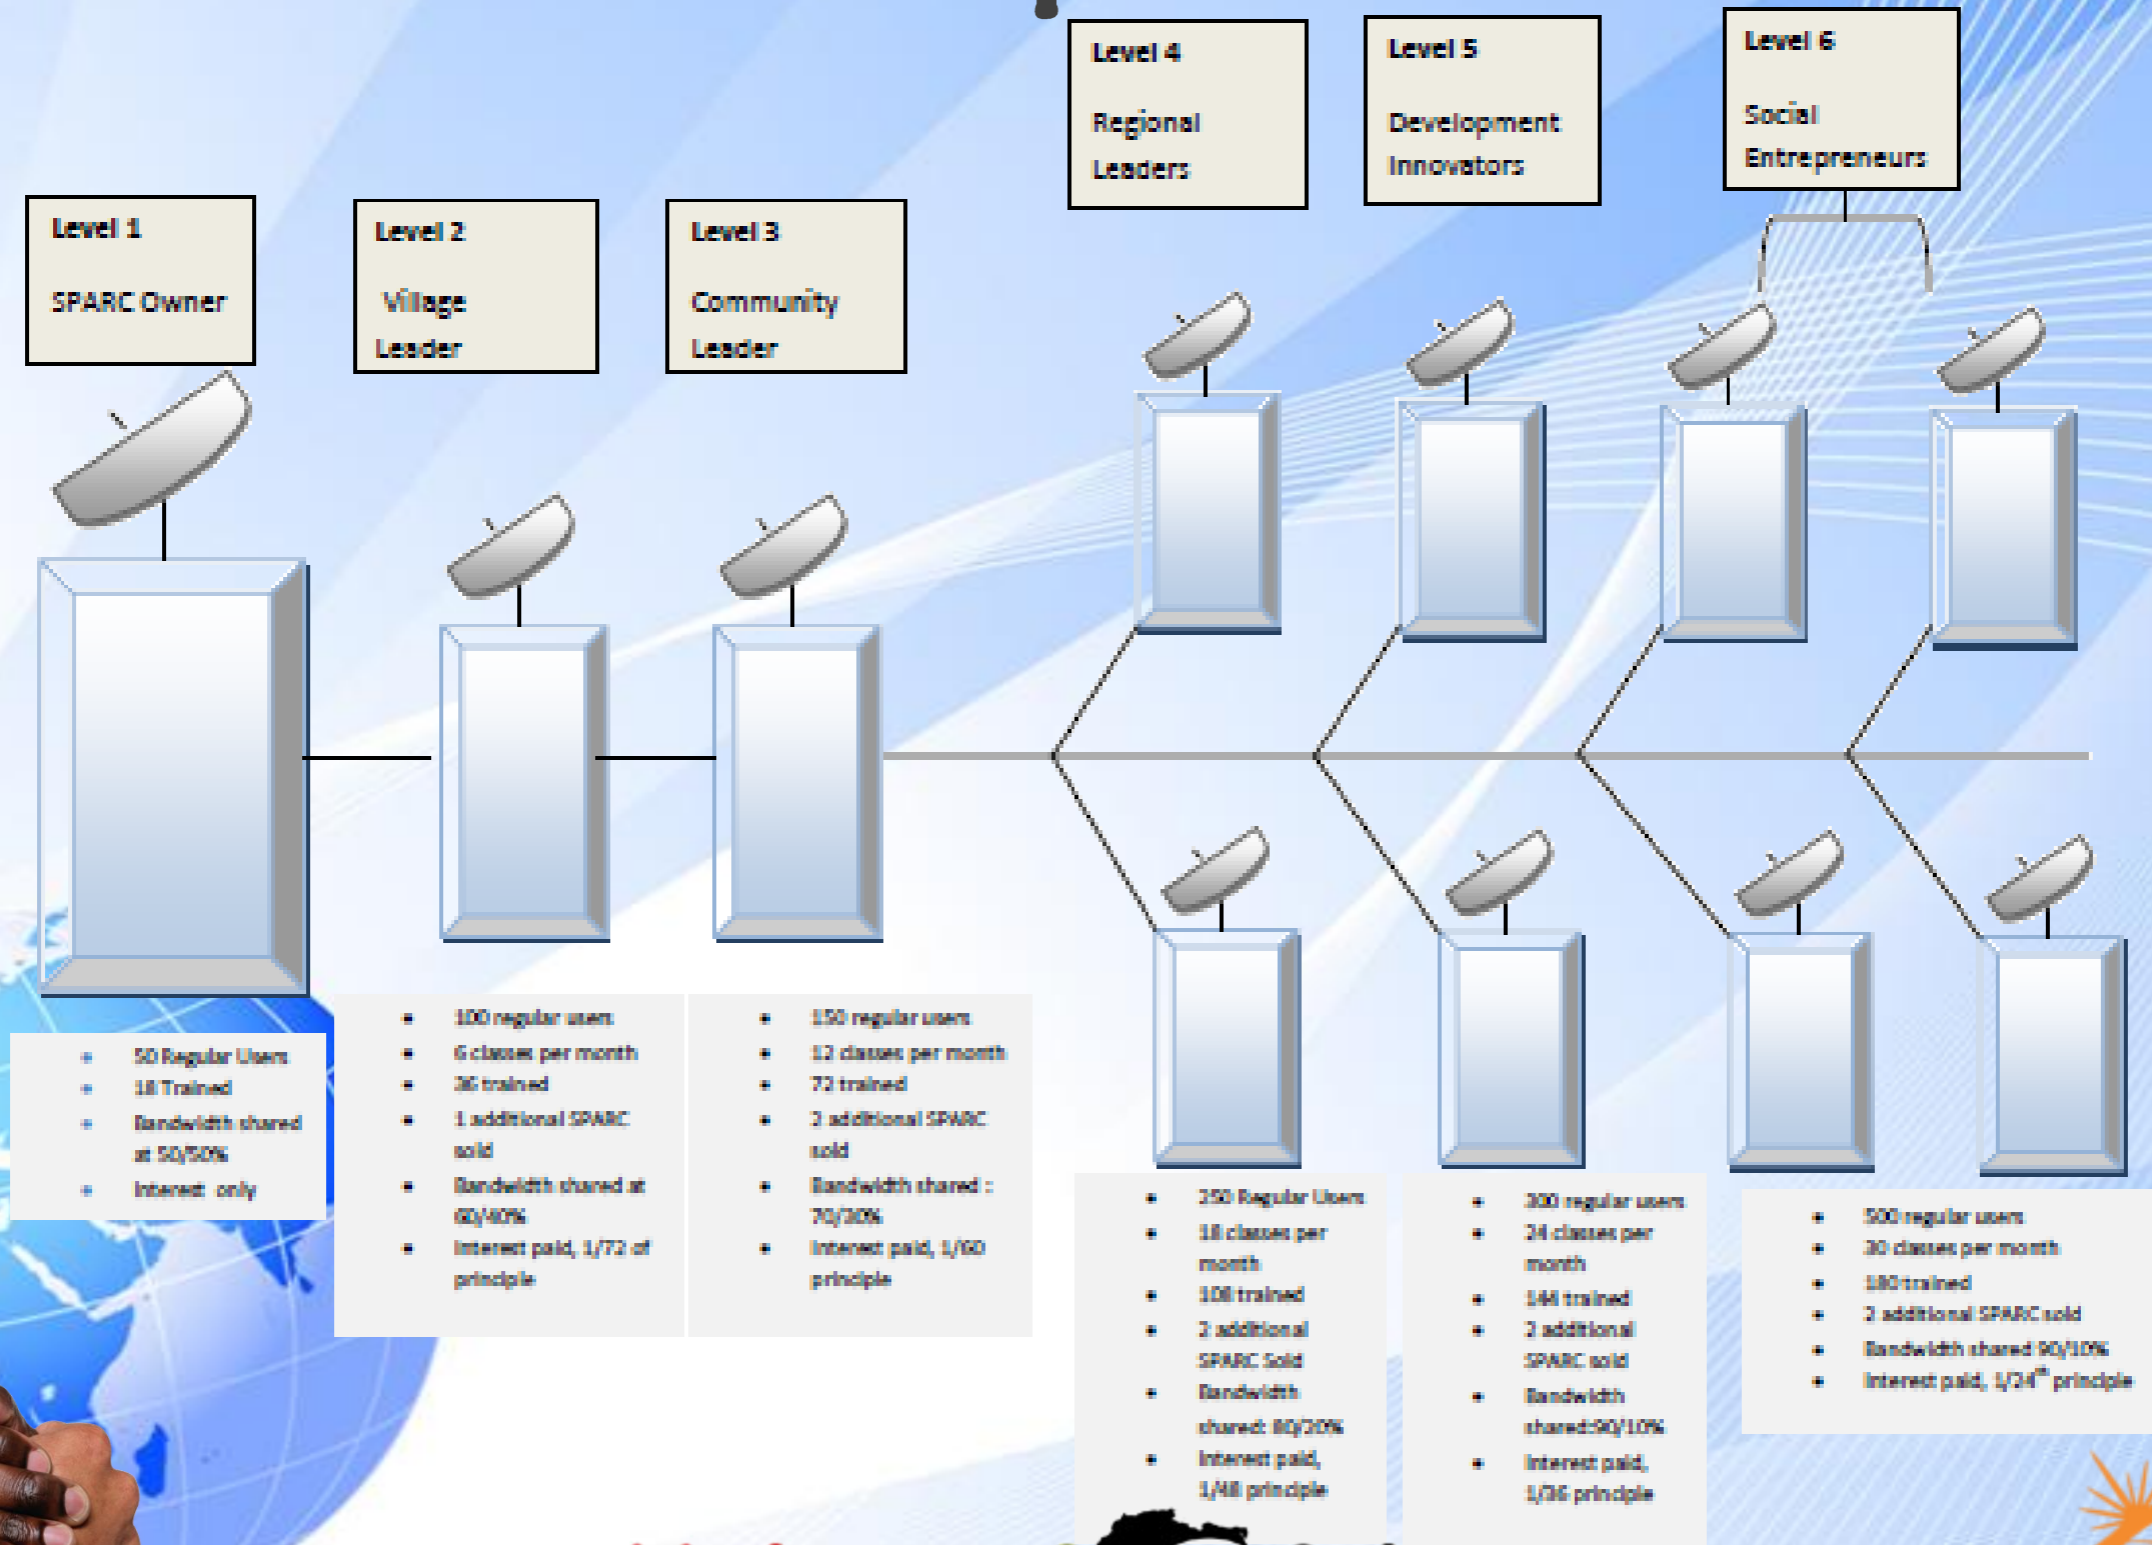 Level 1
SPARC Owner
Level 2
Village
Leader
Level 3
Community
Leader
Level 4
Regional
Leaders
Level 5
Development
Innovators
Level 6
Social
Entrepreneurs
• 50 Regular Users
• 18 Trained
• Bandwidth shared
at 50/50%
• Interest only
• 100 regular users
• 6 classes per month
• 36 trained
• 1 additional SPARC
sold
• Bandwidth shared at
60/40%
• Interest paid, 1/72 of
principle
• 150 regular users
• 12 classes per month
• 72 trained
• 2 additional SPARC
sold
• Bandwidth shared :
70/30%
• Interest paid, 1/60
principle
• 250 Regular Users
• 18 classes per
month
• 108 trained
• 2 additional
SPARC Sold
• Bandwidth
shared: 80/20%
• Interest paid,
1/48 principle
• 300 regular users
• 24 classes per
month
• 144 trained
• 2 additional
SPARC sold
• Bandwidth
shared:90/10%
• Interest paid,
1/36 principle
• 500 regular users
• 30 classes per month
• 180 trained
• 2 additional SPARC sold
• Bandwidth shared 90/10%
• Interest paid, 1/24th principle